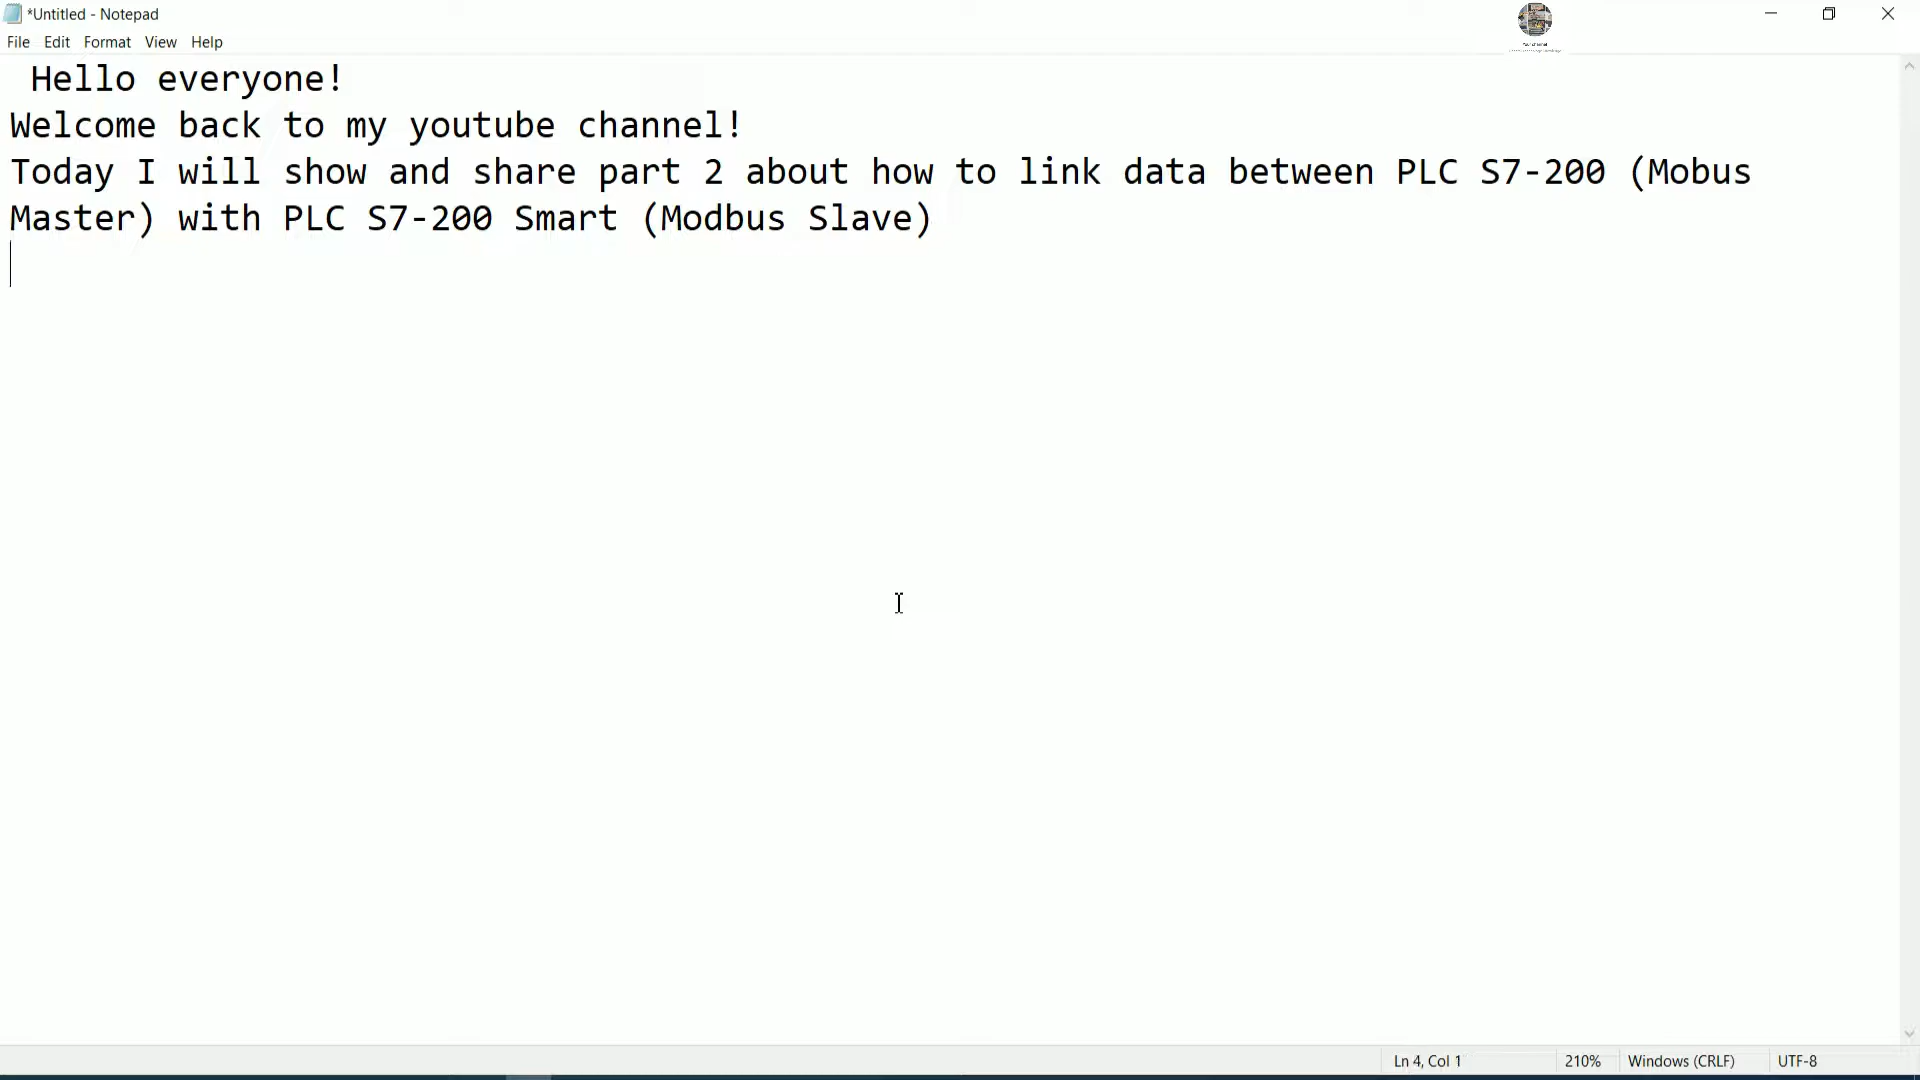 *Untitled - Notepad
File Edit Format View Help
Hello everyone!
Welcome back to my youtube channel!
Today I will show and share part 2 about how to link data between PLC S7-200 (Mobus
Master) with PLC S7-200 Smart (Modbus Slave)
Ln 4, Col 1 210% Windows (CRLF) UTF-8